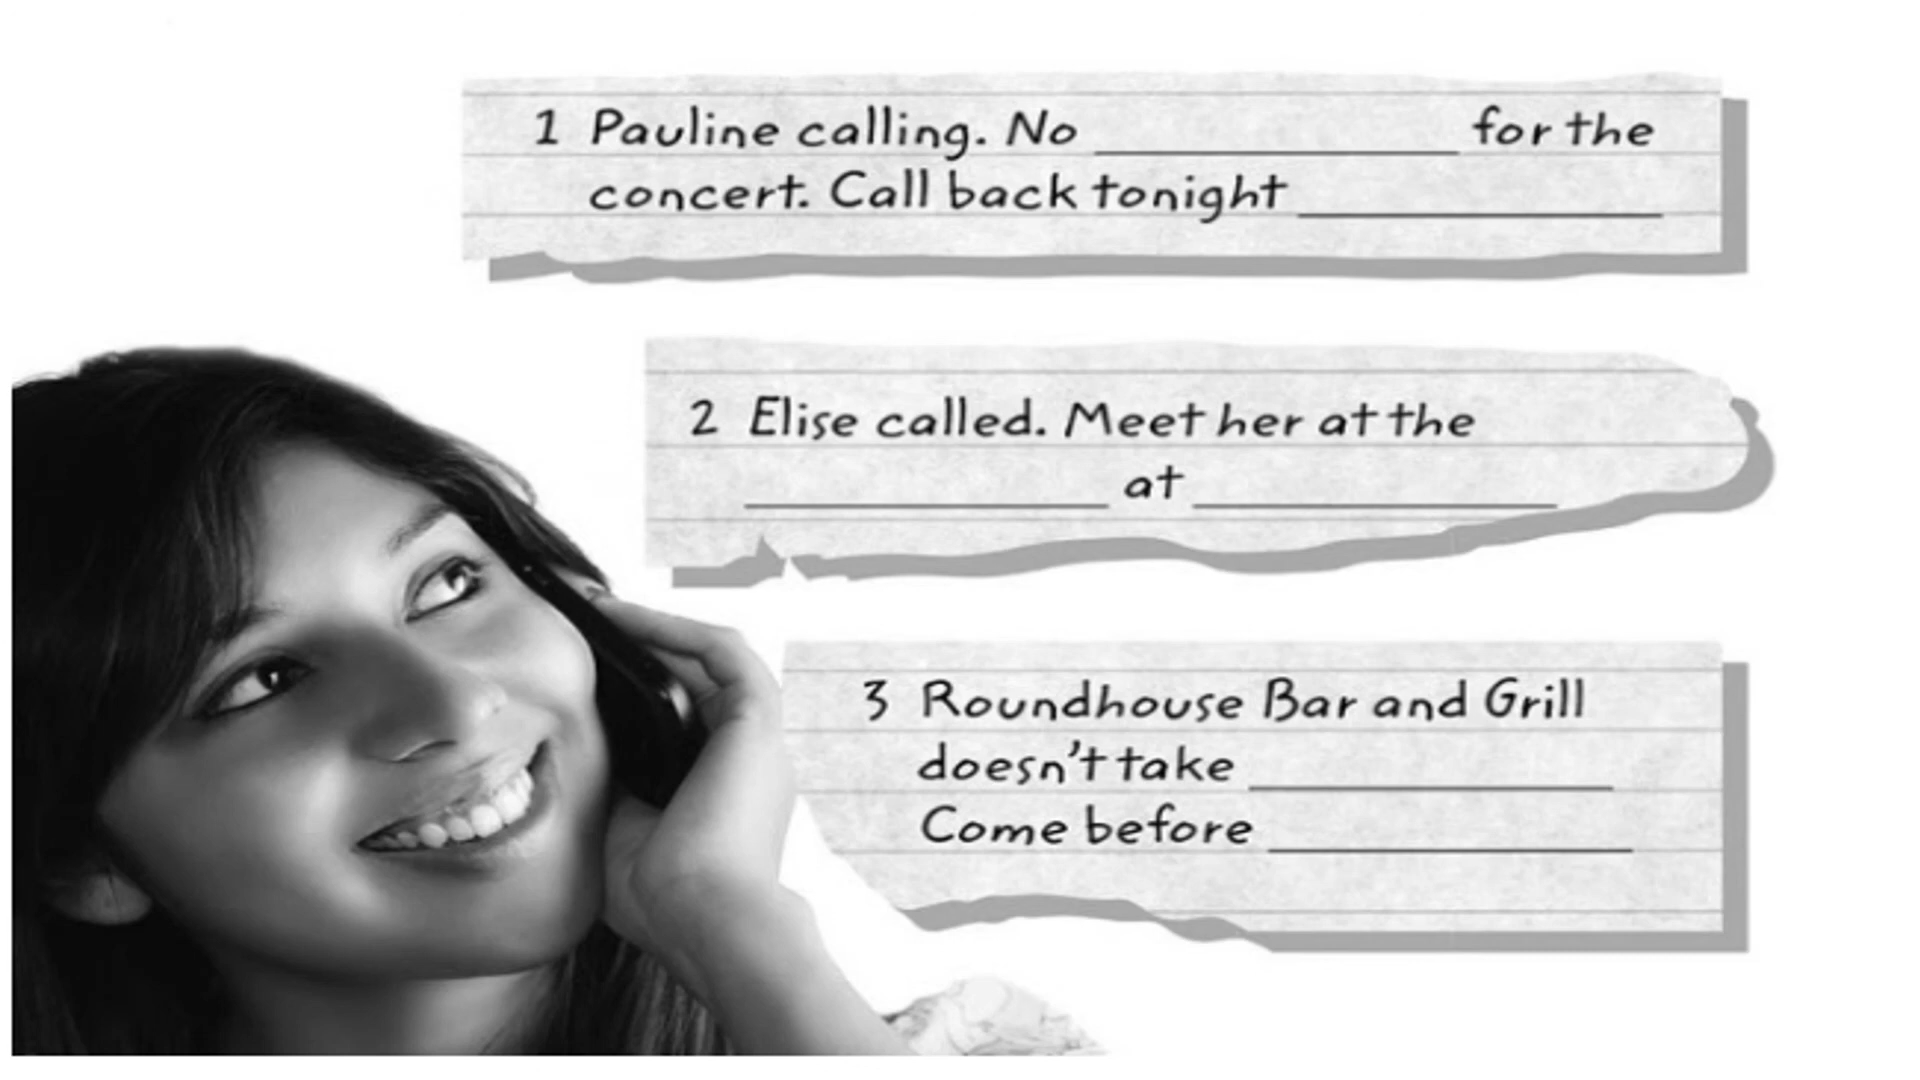 1 Pauline calling. No ____________ for the
concert. Call back tonight ____________
2 Elise called. Meet her at the
____________ at ____________
3 Roundhouse Bar and Grill
doesn't take ____________
Come before ____________